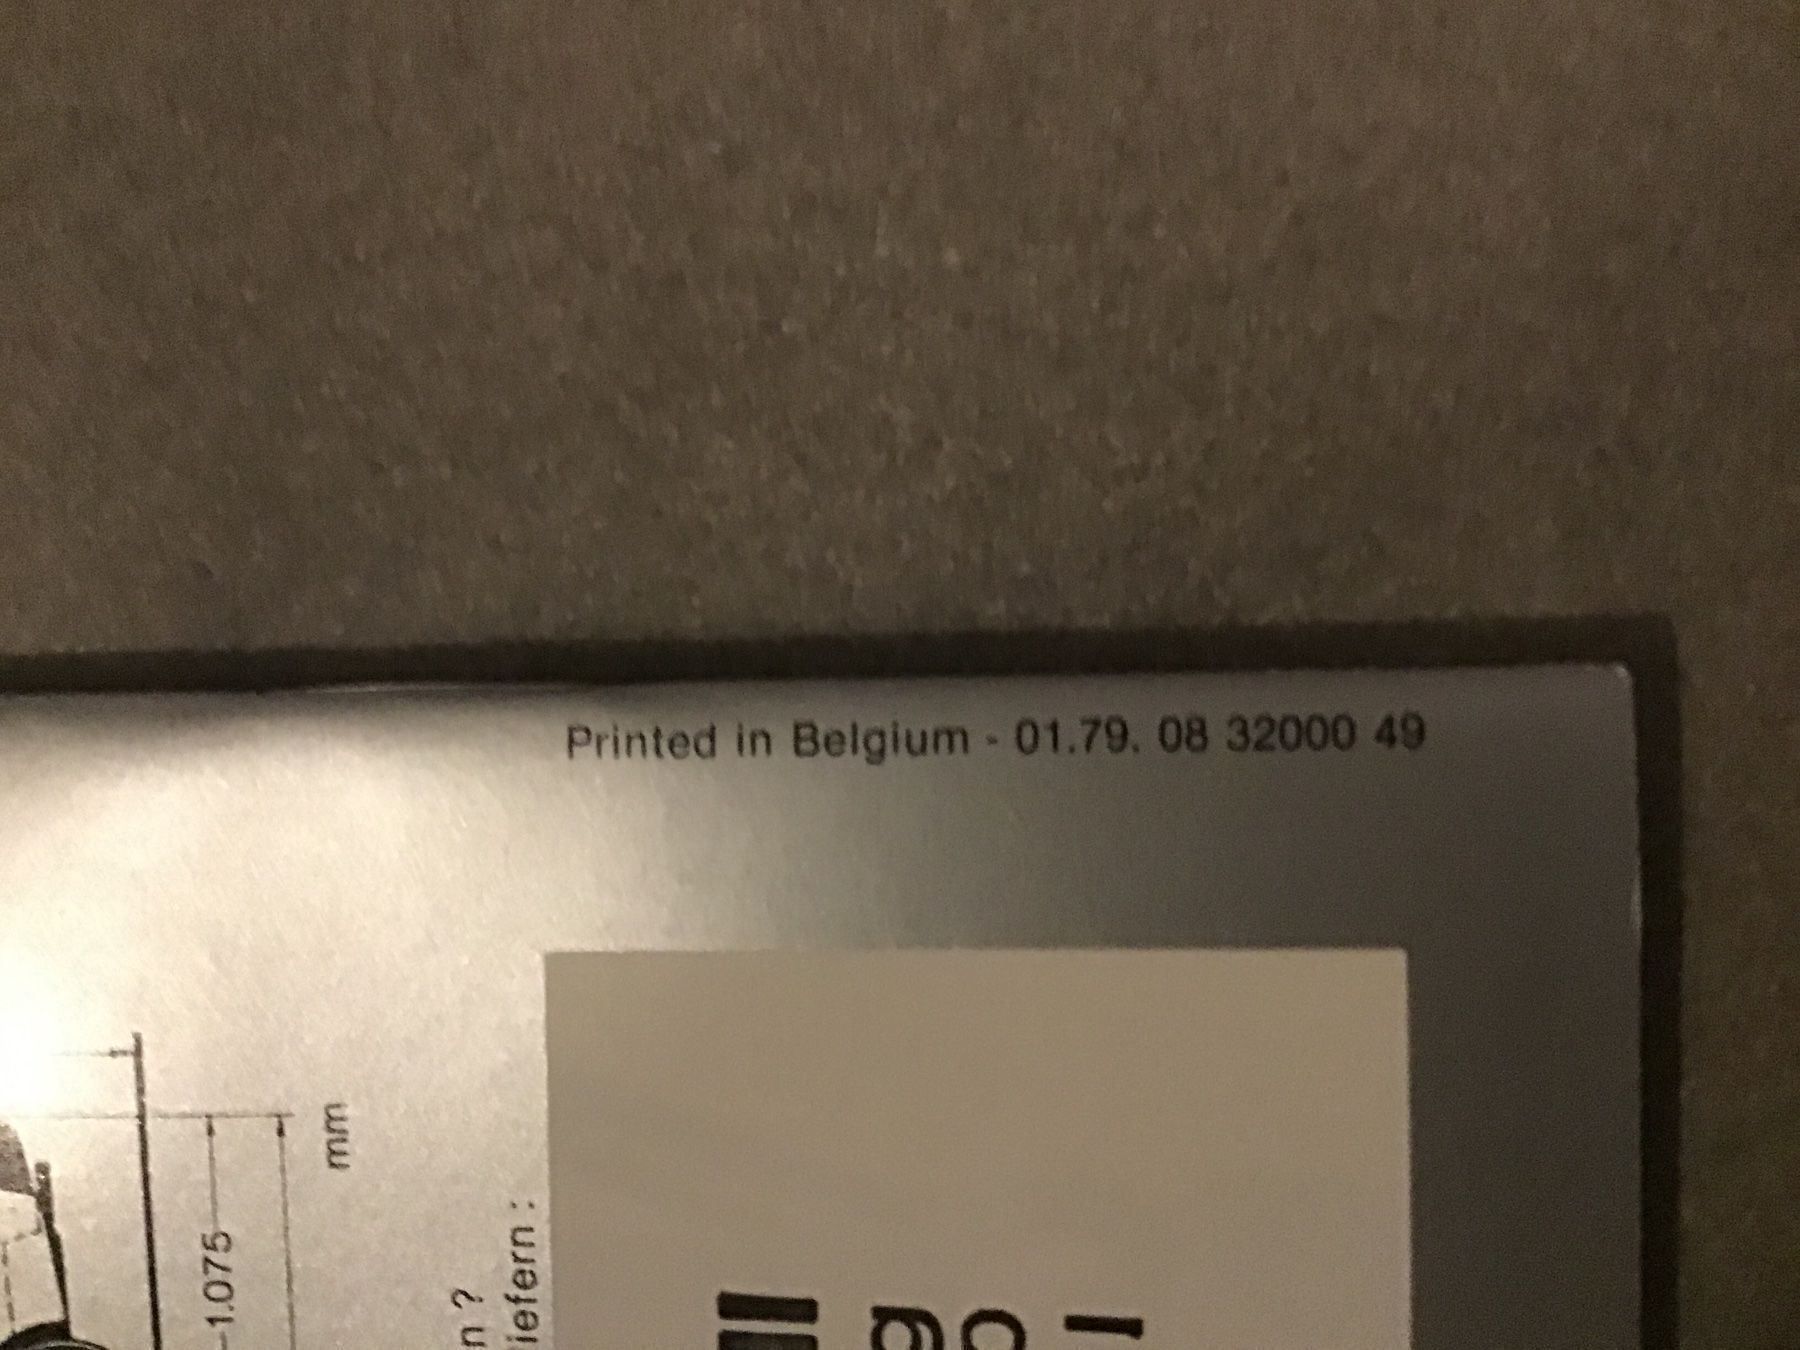 Printed in Belgium - 01.79. 08 32000 49
mm
1.075
n ?
iefern :